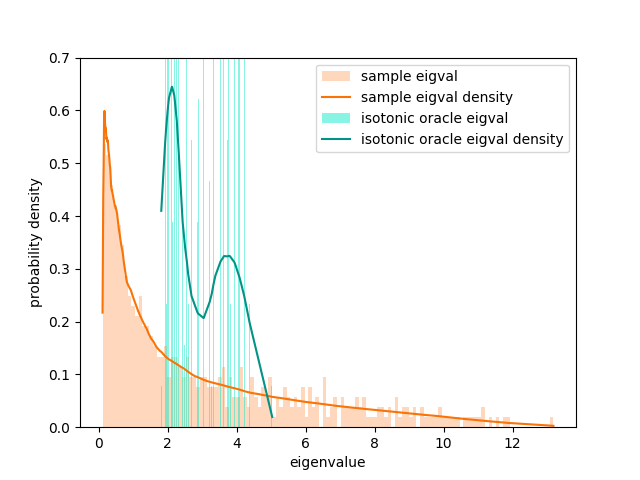 0.7
0.6
0.5
0.4
0.3
0.2
0.1
0.0
probability density
sample eigval
sample eigval density
isotonic oracle eigval
isotonic oracle eigval density
0 2 4 6 8 10 12
eigenvalue